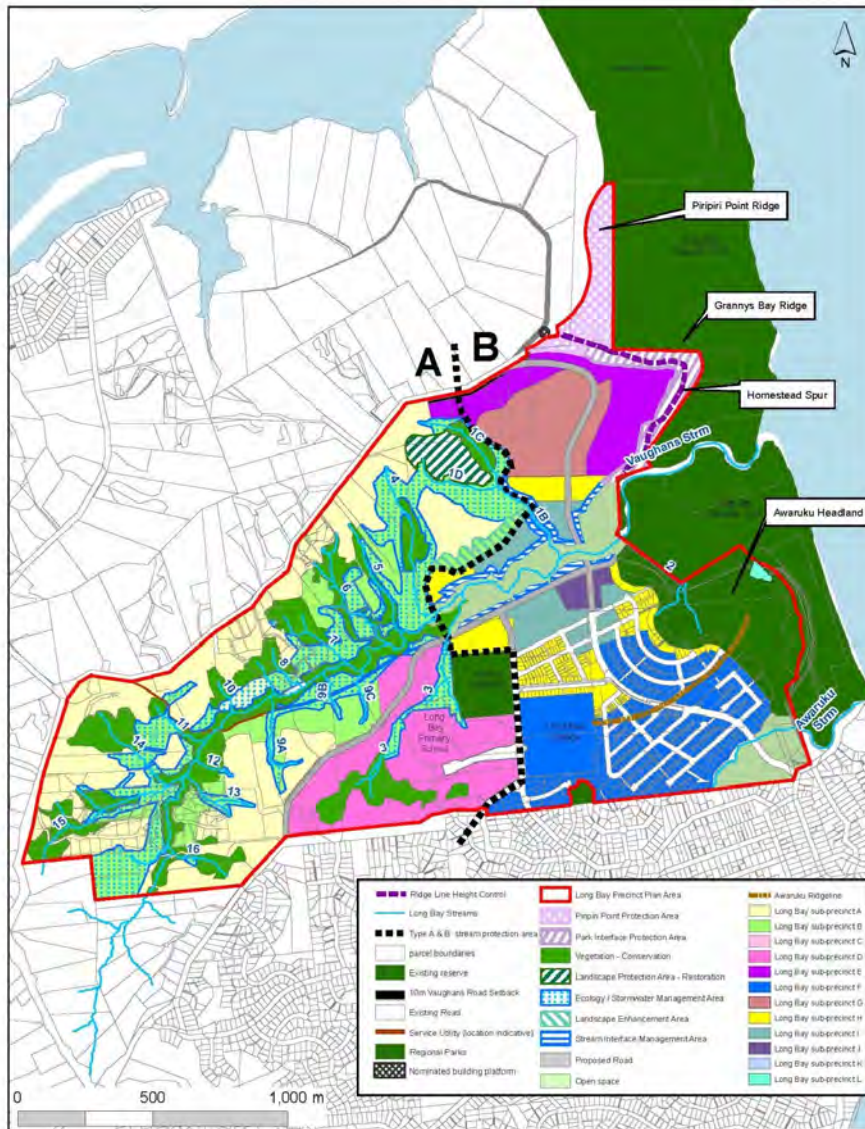 N
Piripiri Point Ridge
Grannys Bay Ridge
A
B
Homestead Spur
Vaughans Strm
1C
1D
4
1B
Awaruku Headland
2
5
6
7
8
10
9B
9C
3
11
Long
Bay
Primary
School
3
9A
Awaruku
Strm
14
12
13
15
16
Ridge Line Height Control
Long Bay Streams
Type A & B stream protection area
parcel boundaries
Existing reserve
10m Vaughans Road Setback
Existing Road
Service Utility (location indicative)
Regional Parks
Nominated building platform
Long Bay Precinct Plan Area
Piripiri Point Protection Area
Park Interface Protection Area
Vegetation - Conservation
Landscape Protection Area - Restoration
Ecology / Stormwater Management Area
Landscape Enhancement Area
Stream Interface Management Area
Proposed Road
Open space
Awaruku Ridgeline
Long Bay sub-precinct A
Long Bay sub-precinct B
Long Bay sub-precinct C
Long Bay sub-precinct D
Long Bay sub-precinct E
Long Bay sub-precinct F
Long Bay sub-precinct G
Long Bay sub-precinct H
Long Bay sub-precinct I
Long Bay sub-precinct J
Long Bay sub-precinct K
Long Bay sub-precinct L
0 500 1,000 m